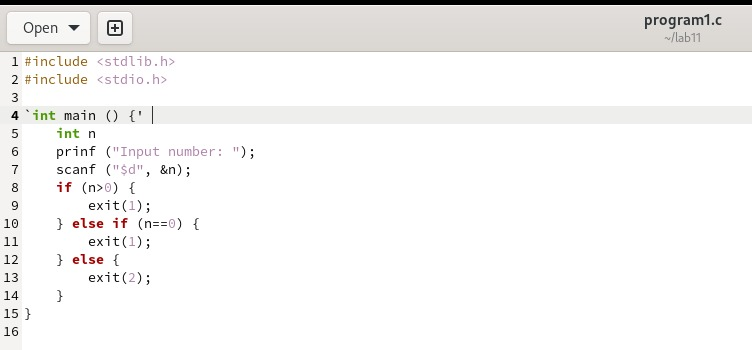 Open
program1.c
~/lab11
1 #include <stdlib.h>
2 #include <stdio.h>
3
4 `int main () {'
5     int n
6     prinf ("Input number: ");
7     scanf ("$d", &n);
8     if (n>0) {
9         exit(1);
10     } else if (n==0) {
11         exit(1);
12     } else {
13         exit(2);
14     }
15 }
16